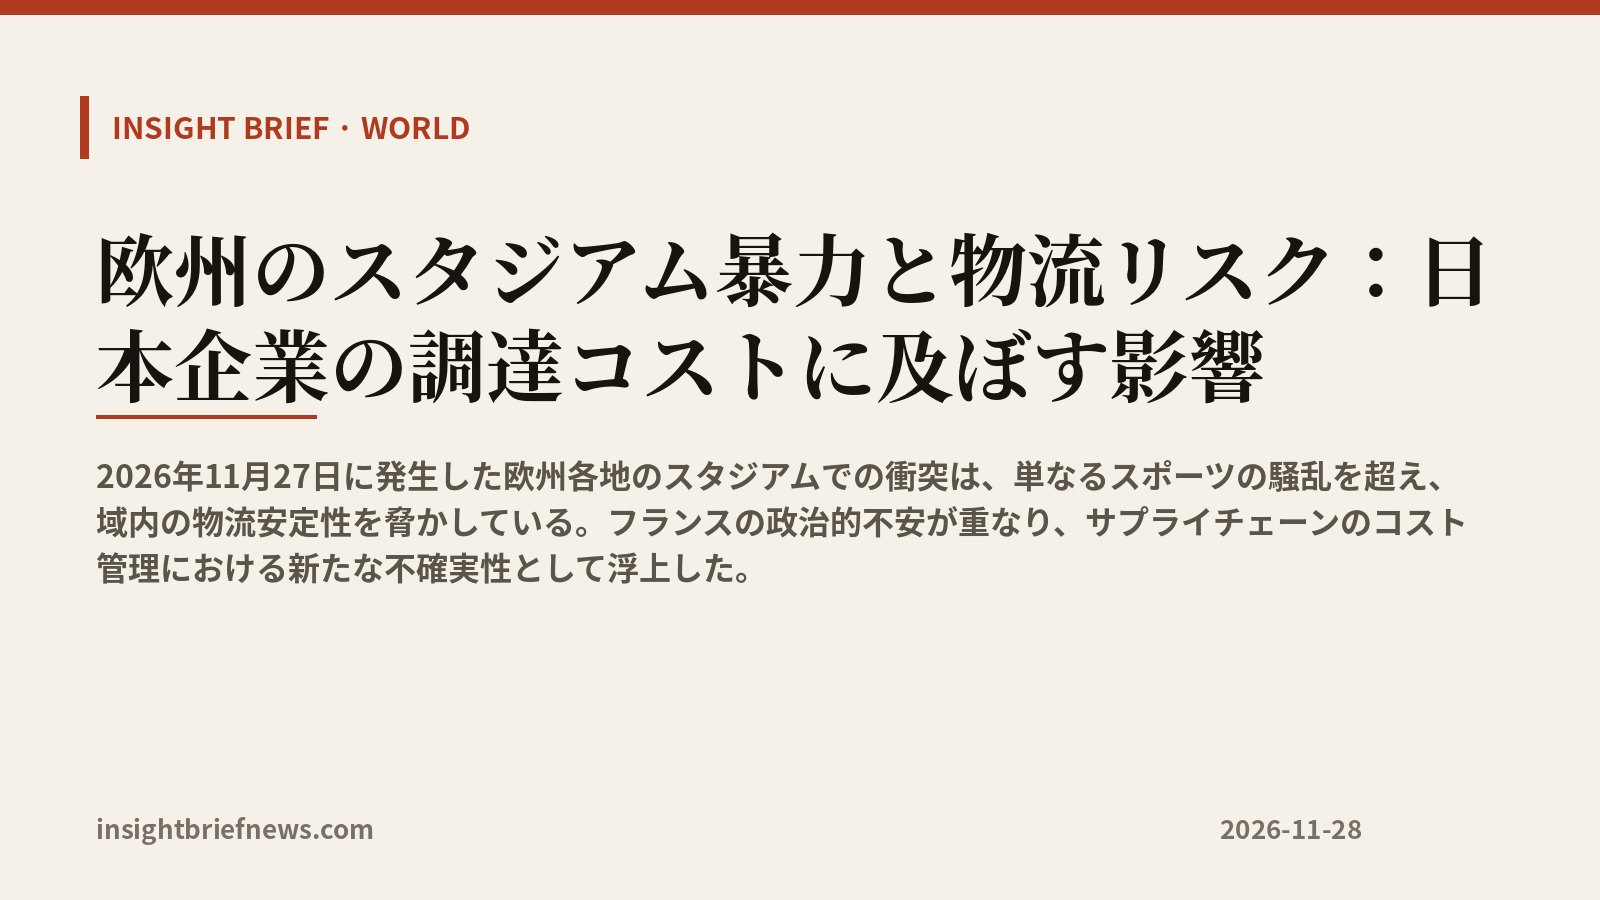 INSIGHT BRIEF · WORLD
欧州のスタジアム暴力と物流リスク：日
本企業の調達コストに及ぼす影響
2026年11月27日に発生した欧州各地のスタジアムでの衝突は、単なるスポーツの騒乱を超え、
域内の物流安定性を脅かしている。フランスの政治的不安が重なり、サプライチェーンのコスト
管理における新たな不確実性として浮上した。
insightbriefnews.com
2026-11-28